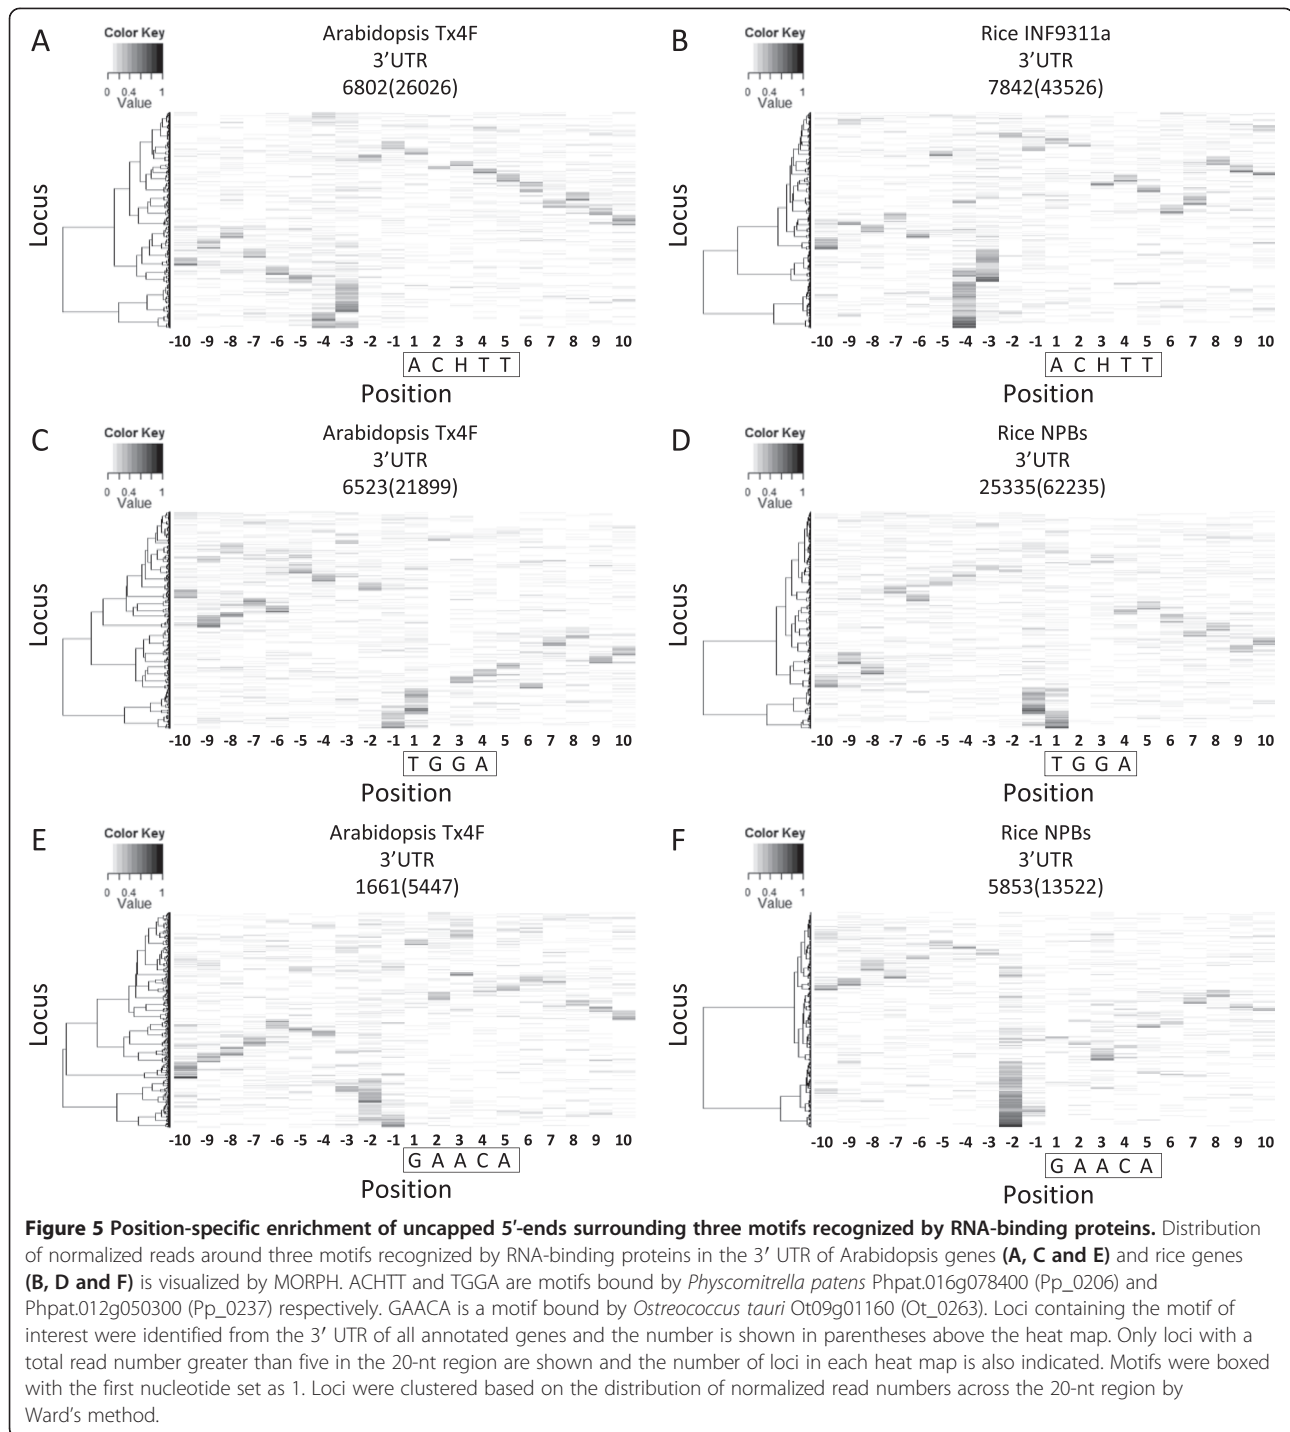 A
Color Key
0 0.4 1
Value
Arabidopsis Tx4F
3’UTR
6802(26026)
Locus
-10 -9 -8 -7 -6 -5 -4 -3 -2 -1 1 2 3 4 5 6 7 8 9 10
A C H T T
Position
B
Color Key
0 0.4 1
Value
Rice INF9311a
3’UTR
7842(43526)
Locus
-10 -9 -8 -7 -6 -5 -4 -3 -2 -1 1 2 3 4 5 6 7 8 9 10
A C H T T
Position
C
Color Key
0 0.4 1
Value
Arabidopsis Tx4F
3’UTR
6523(21899)
Locus
-10 -9 -8 -7 -6 -5 -4 -3 -2 -1 1 2 3 4 5 6 7 8 9 10
T G G A
Position
D
Color Key
0 0.4 1
Value
Rice NPBs
3’UTR
25335(62235)
Locus
-10 -9 -8 -7 -6 -5 -4 -3 -2 -1 1 2 3 4 5 6 7 8 9 10
T G G A
Position
E
Color Key
0 0.4 1
Value
Arabidopsis Tx4F
3’UTR
1661(5447)
Locus
-10 -9 -8 -7 -6 -5 -4 -3 -2 -1 1 2 3 4 5 6 7 8 9 10
G A A C A
Position
F
Color Key
0 0.4 1
Value
Rice NPBs
3’UTR
5853(13522)
Locus
-10 -9 -8 -7 -6 -5 -4 -3 -2 -1 1 2 3 4 5 6 7 8 9 10
G A A C A
Position
Figure 5 Position-specific enrichment of uncapped 5′-ends surrounding three motifs recognized by RNA-binding proteins. Distribution
of normalized reads around three motifs recognized by RNA-binding proteins in the 3′ UTR of Arabidopsis genes (A, C and E) and rice genes
(B, D and F) is visualized by MORPH. ACHTT and TGGA are motifs bound by Physcomitrella patens Phpat.016g078400 (Pp_0206) and
Phpat.012g050300 (Pp_0237) respectively. GAACA is a motif bound by Ostreococcus tauri Ot09g01160 (Ot_0263). Loci containing the motif of
interest were identified from the 3′ UTR of all annotated genes and the number is shown in parentheses above the heat map. Only loci with a
total read number greater than five in the 20-nt region are shown and the number of loci in each heat map is also indicated. Motifs were boxed
with the first nucleotide set as 1. Loci were clustered based on the distribution of normalized read numbers across the 20-nt region by
Ward’s method.